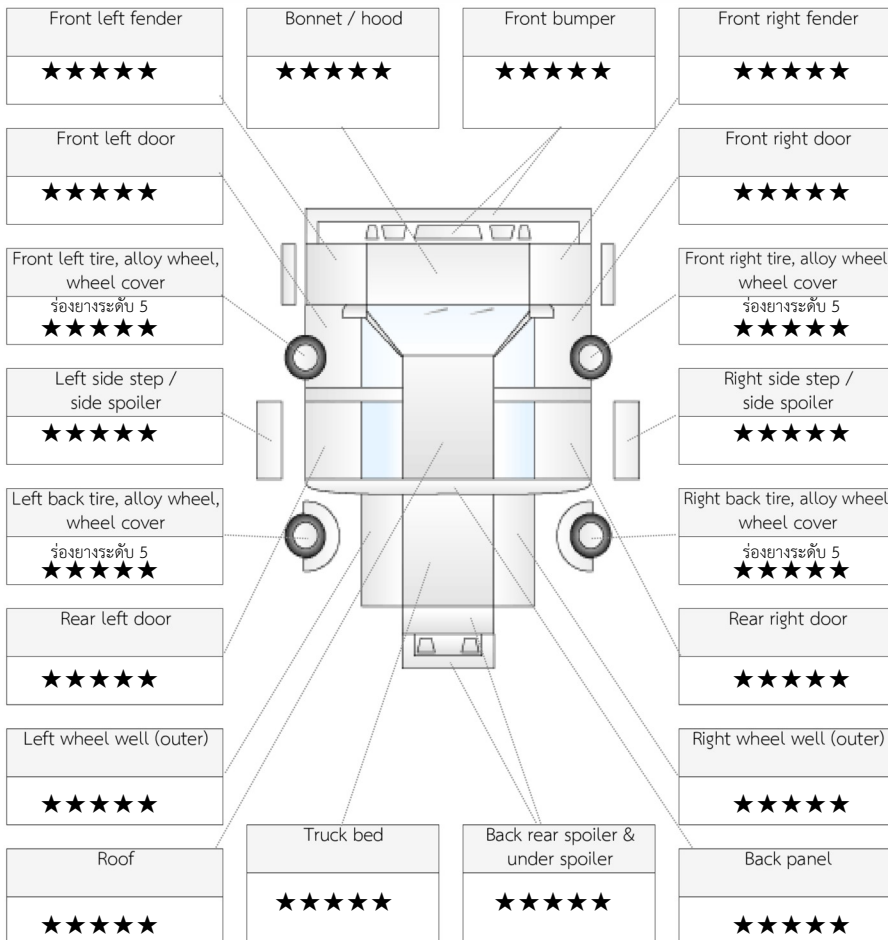 Front left fender
★★★★★
Bonnet / hood
★★★★★
Front bumper
★★★★★
Front right fender
★★★★★
Front left door
★★★★★
Front right door
★★★★★
Front left tire, alloy wheel,
wheel cover
ร่องยางระดับ 5
★★★★★
Front right tire, alloy wheel
wheel cover
ร่องยางระดับ 5
★★★★★
Left side step /
side spoiler
★★★★★
Right side step /
side spoiler
★★★★★
Left back tire, alloy wheel,
wheel cover
ร่องยางระดับ 5
★★★★★
Right back tire, alloy wheel
wheel cover
ร่องยางระดับ 5
★★★★★
Rear left door
★★★★★
Rear right door
★★★★★
Left wheel well (outer)
★★★★★
Right wheel well (outer)
★★★★★
Roof
★★★★★
Truck bed
★★★★★
Back rear spoiler &
under spoiler
★★★★★
Back panel
★★★★★